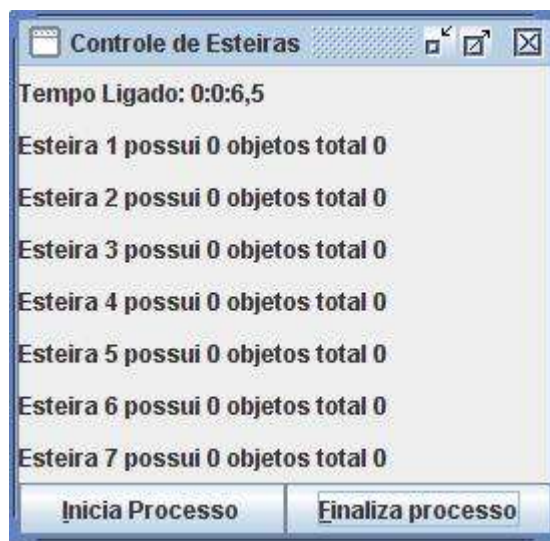 Controle de Esteiras
Tempo Ligado: 0:0:6,5
Esteira 1 possui 0 objetos total 0
Esteira 2 possui 0 objetos total 0
Esteira 3 possui 0 objetos total 0
Esteira 4 possui 0 objetos total 0
Esteira 5 possui 0 objetos total 0
Esteira 6 possui 0 objetos total 0
Esteira 7 possui 0 objetos total 0
Inicia Processo Finaliza processo